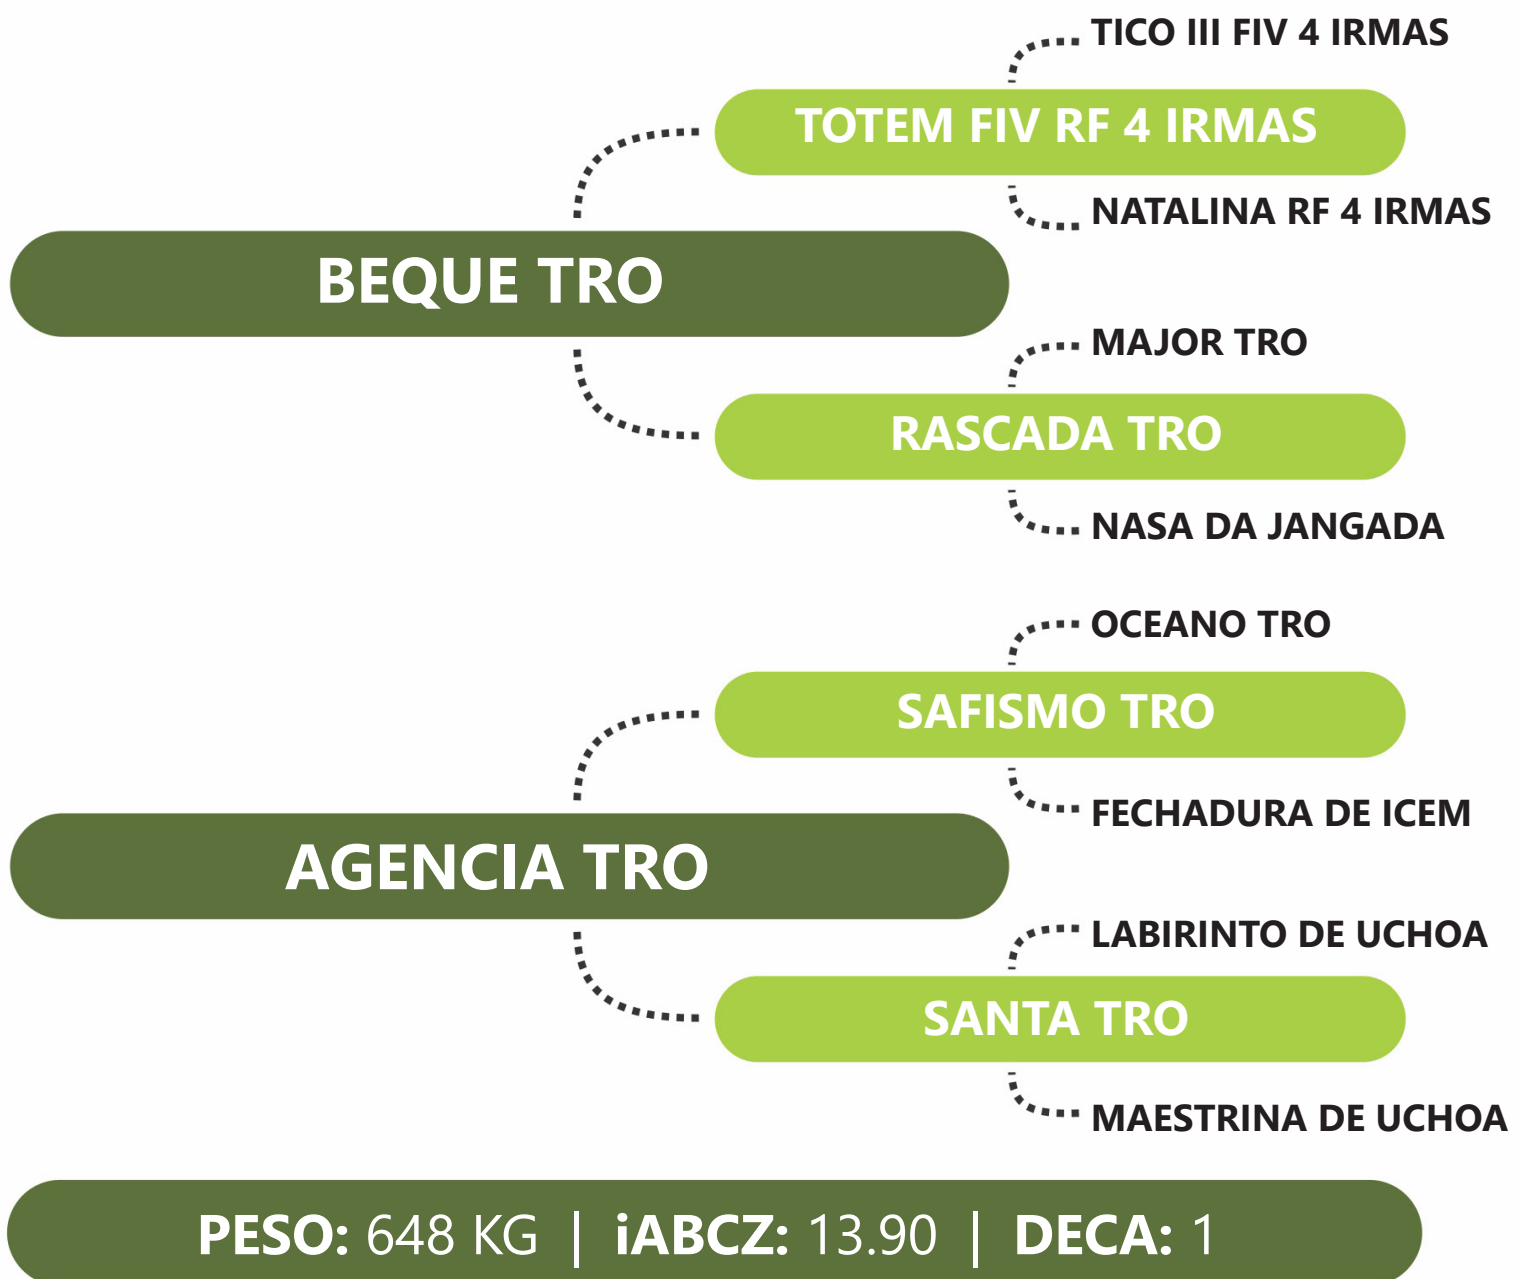 TICO III FIV 4 IRMAS
TOTEM FIV RF 4 IRMAS
NATALINA RF 4 IRMAS
BEQUE TRO
MAJOR TRO
RASCADA TRO
NASA DA JANGADA
OCEANO TRO
SAFISMO TRO
FECHADURA DE ICEM
AGENCIA TRO
LABIRINTO DE UCHOA
SANTA TRO
MAESTRINA DE UCHOA
PESO: 648 KG | iABCZ: 13.90 | DECA: 1